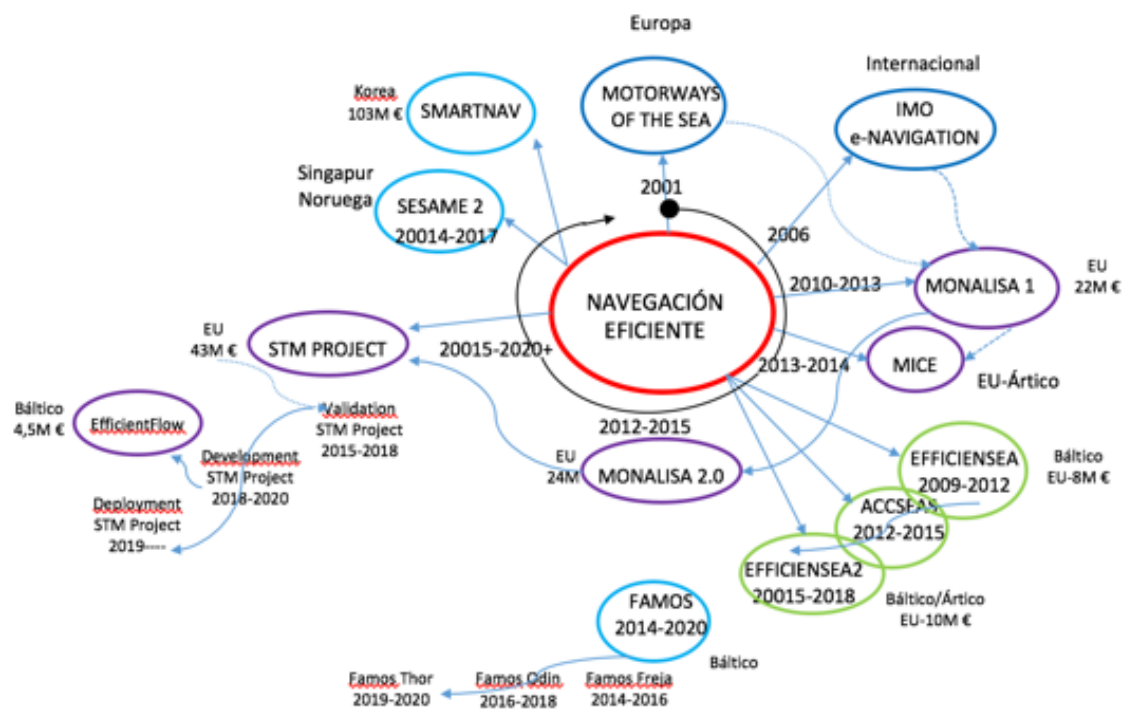 Europa
Internacional
MOTORWAYS
OF THE SEA
IMO
e-NAVIGATION
Korea
103M €
SMARTNAV
Singapur
Noruega
SESAME 2
20014-2017
2001
2006
2010-2013
MONALISA 1
EU
22M €
NAVEGACIÓN
EFICIENTE
EU
43M €
STM PROJECT
20015-2020+
2013-2014
MICE
EU-Ártico
Báltico
4,5M €
EfficientFlow
Validation
STM Project
2015-2018
Development
STM Project
2018-2020
Deployment
STM Project
2019----
2012-2015
EU
24M
MONALISA 2.0
EFFICIENSEA
2009-2012
Báltico
EU-8M €
ACCSEAS
2012-2015
EFFICIENSEA2
20015-2018
Báltico/Ártico
EU-10M €
FAMOS
2014-2020
Báltico
Famos Thor
2019-2020
Famos Odin
2016-2018
Famos Freja
2014-2016